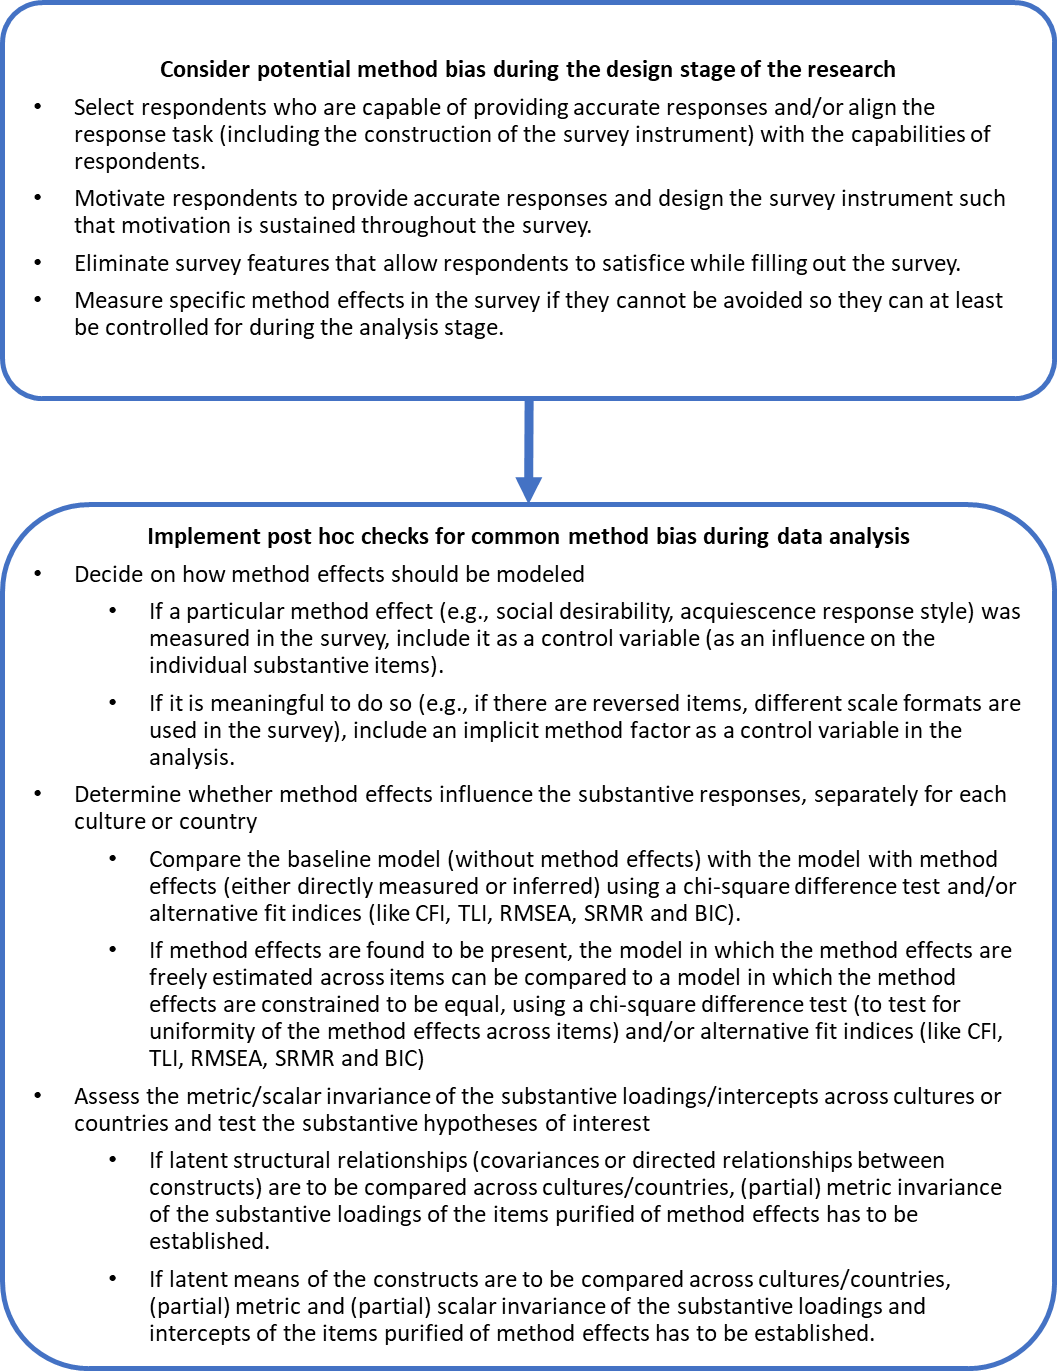 Consider potential method bias during the design stage of the research
• Select respondents who are capable of providing accurate responses and/or align the
response task (including the construction of the survey instrument) with the capabilities of
respondents.
• Motivate respondents to provide accurate responses and design the survey instrument such
that motivation is sustained throughout the survey.
• Eliminate survey features that allow respondents to satisfice while filling out the survey.
• Measure specific method effects in the survey if they cannot be avoided so they can at least
be controlled for during the analysis stage.
Implement post hoc checks for common method bias during data analysis
• Decide on how method effects should be modeled
• If a particular method effect (e.g., social desirability, acquiescence response style) was
measured in the survey, include it as a control variable (as an influence on the
individual substantive items).
• If it is meaningful to do so (e.g., if there are reversed items, different scale formats are
used in the survey), include an implicit method factor as a control variable in the
analysis.
• Determine whether method effects influence the substantive responses, separately for each
culture or country
• Compare the baseline model (without method effects) with the model with method
effects (either directly measured or inferred) using a chi-square difference test and/or
alternative fit indices (like CFI, TLI, RMSEA, SRMR and BIC).
• If method effects are found to be present, the model in which the method effects are
freely estimated across items can be compared to a model in which the method
effects are constrained to be equal, using a chi-square difference test (to test for
uniformity of the method effects across items) and/or alternative fit indices (like CFI,
TLI, RMSEA, SRMR and BIC)
• Assess the metric/scalar invariance of the substantive loadings/intercepts across cultures or
countries and test the substantive hypotheses of interest
• If latent structural relationships (covariances or directed relationships between
constructs) are to be compared across cultures/countries, (partial) metric invariance
of the substantive loadings of the items purified of method effects has to be
established.
• If latent means of the constructs are to be compared across cultures/countries,
(partial) metric and (partial) scalar invariance of the substantive loadings and
intercepts of the items purified of method effects has to be established.